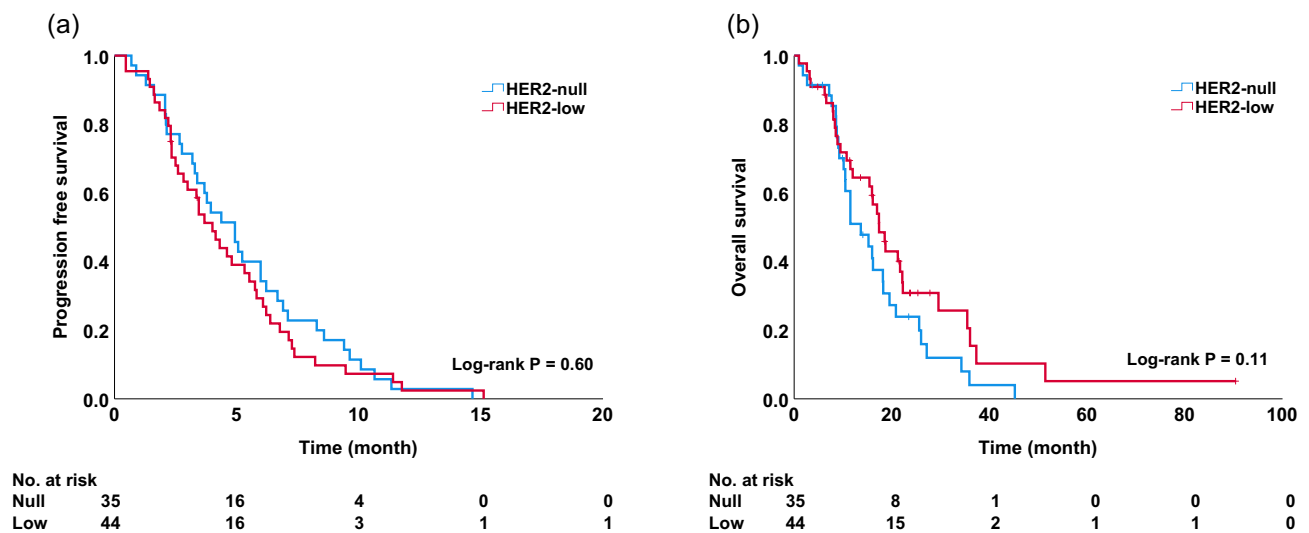 (a)
1.0
0.8
0.6
0.4
0.2
0.0
Progression free survival
HER2-null
HER2-low
Log-rank P = 0.60
0 5 10 15 20
Time (month)
No. at risk
Null 35 16 4 0 0
Low 44 16 3 1 1
(b)
1.0
0.8
0.6
0.4
0.2
0.0
Overall survival
HER2-null
HER2-low
Log-rank P = 0.11
0 20 40 60 80 100
Time (month)
No. at risk
Null 35 8 1 0 0 0
Low 44 15 2 1 1 0